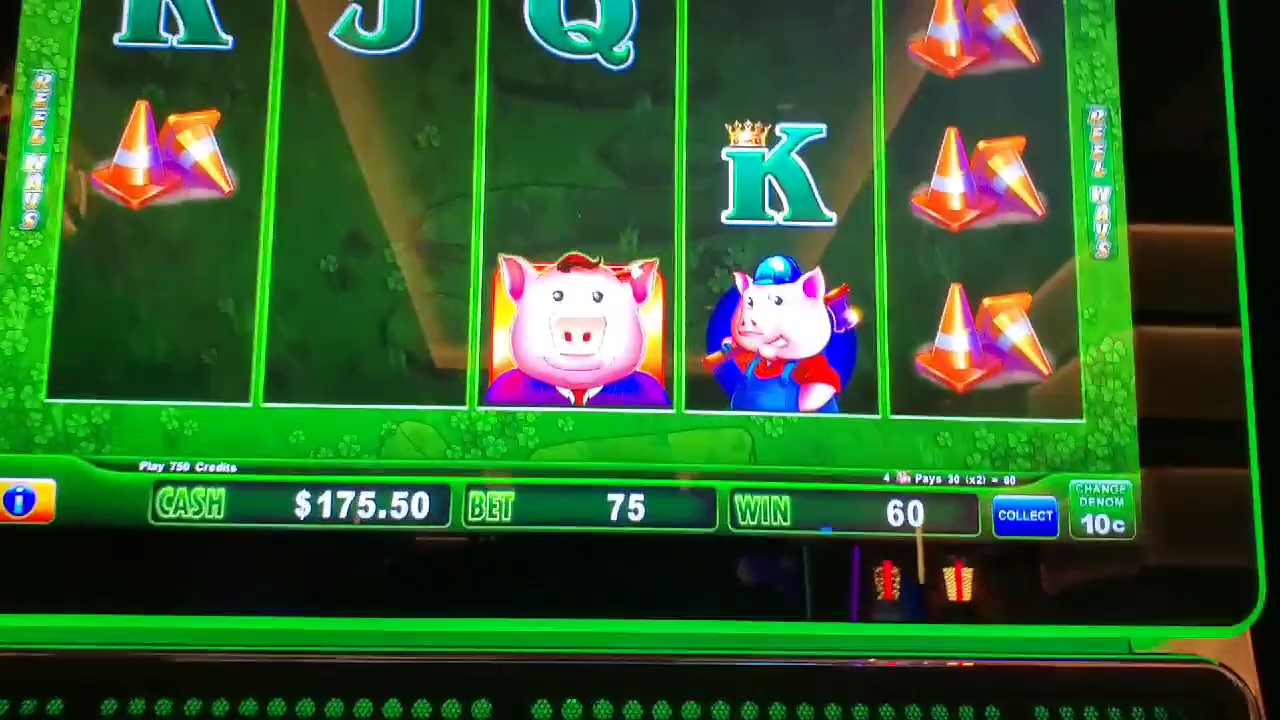 K J Q
REEL WAYS
REEL WAYS
K
Play 750 Credits
4 Pays 30 (x2) = 60
CASH $175.50 BET 75 WIN 60
COLLECT
CHANGE
DENOM
10¢
i